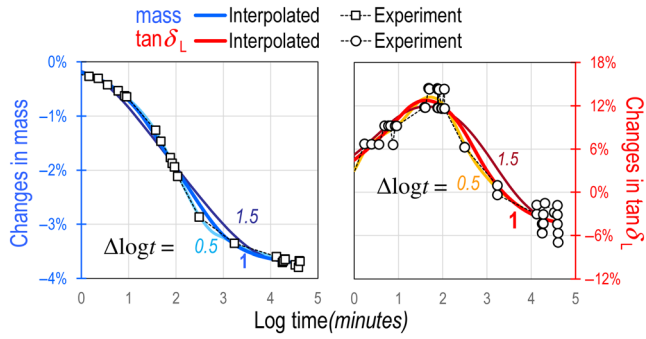 mass Interpolated Experiment
tanδL Interpolated Experiment
Changes in mass
0%
−1%
−2%
−3%
−4%
Δlogt =
0.5
1
1.5
0 1 2 3 4 5
18%
12%
6%
0%
−6%
−12%
Changes in tanδL
Δlogt =
0.5
1
1.5
0 1 2 3 4 5
Log time(minutes)